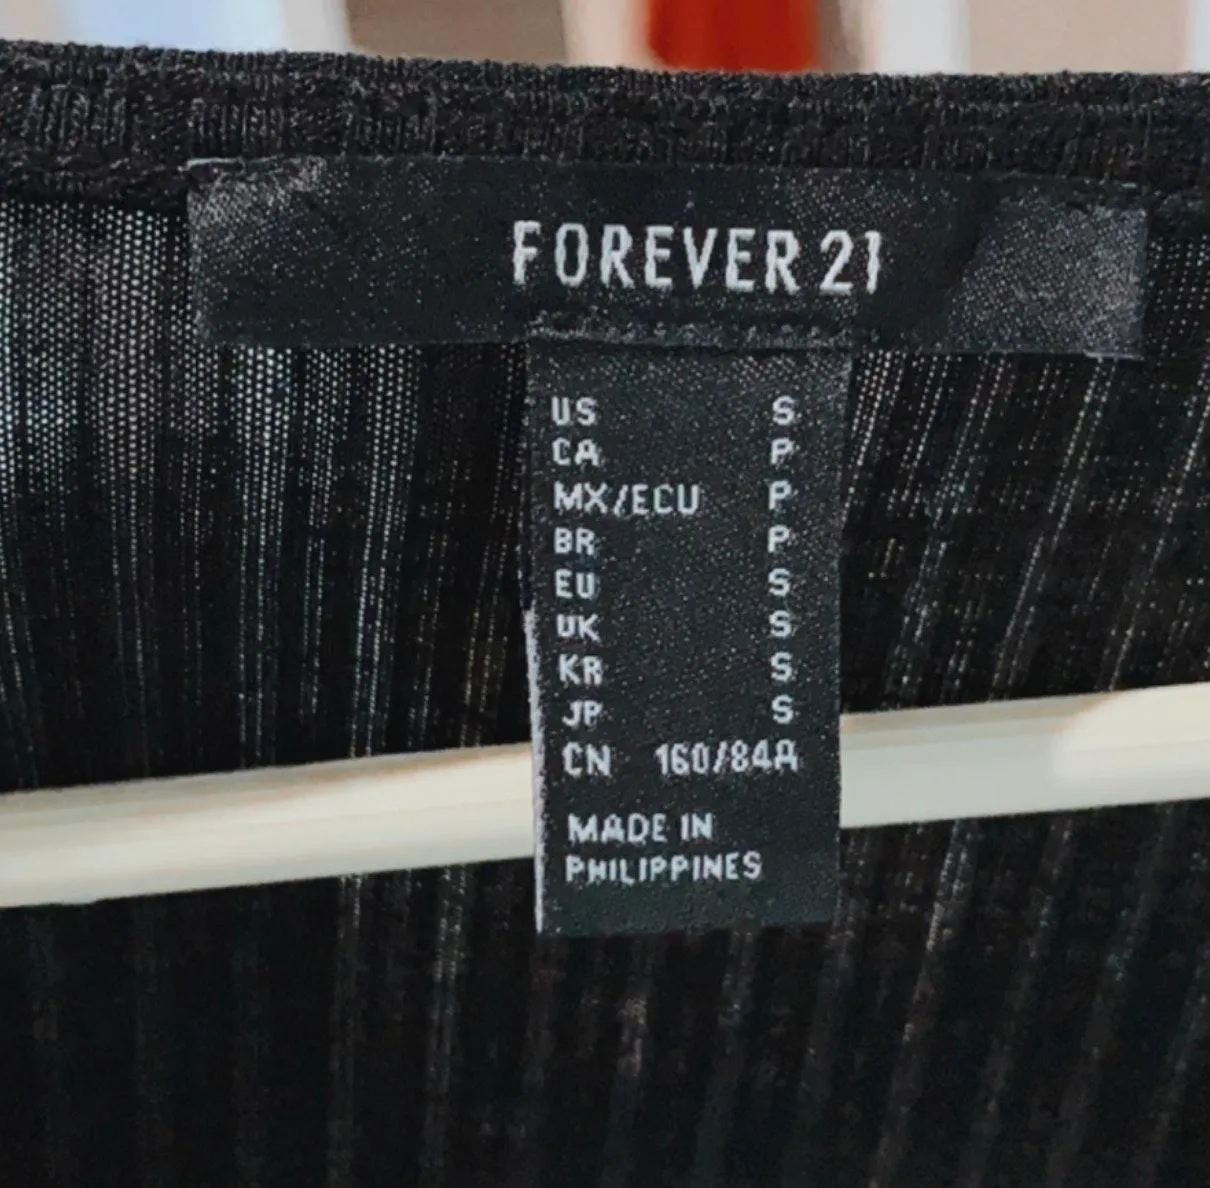 FOREVER 21
US S
CA P
MX/ECU P
BR P
EU S
UK S
KR S
JP S
CN 160/84A
MADE IN
PHILIPPINES